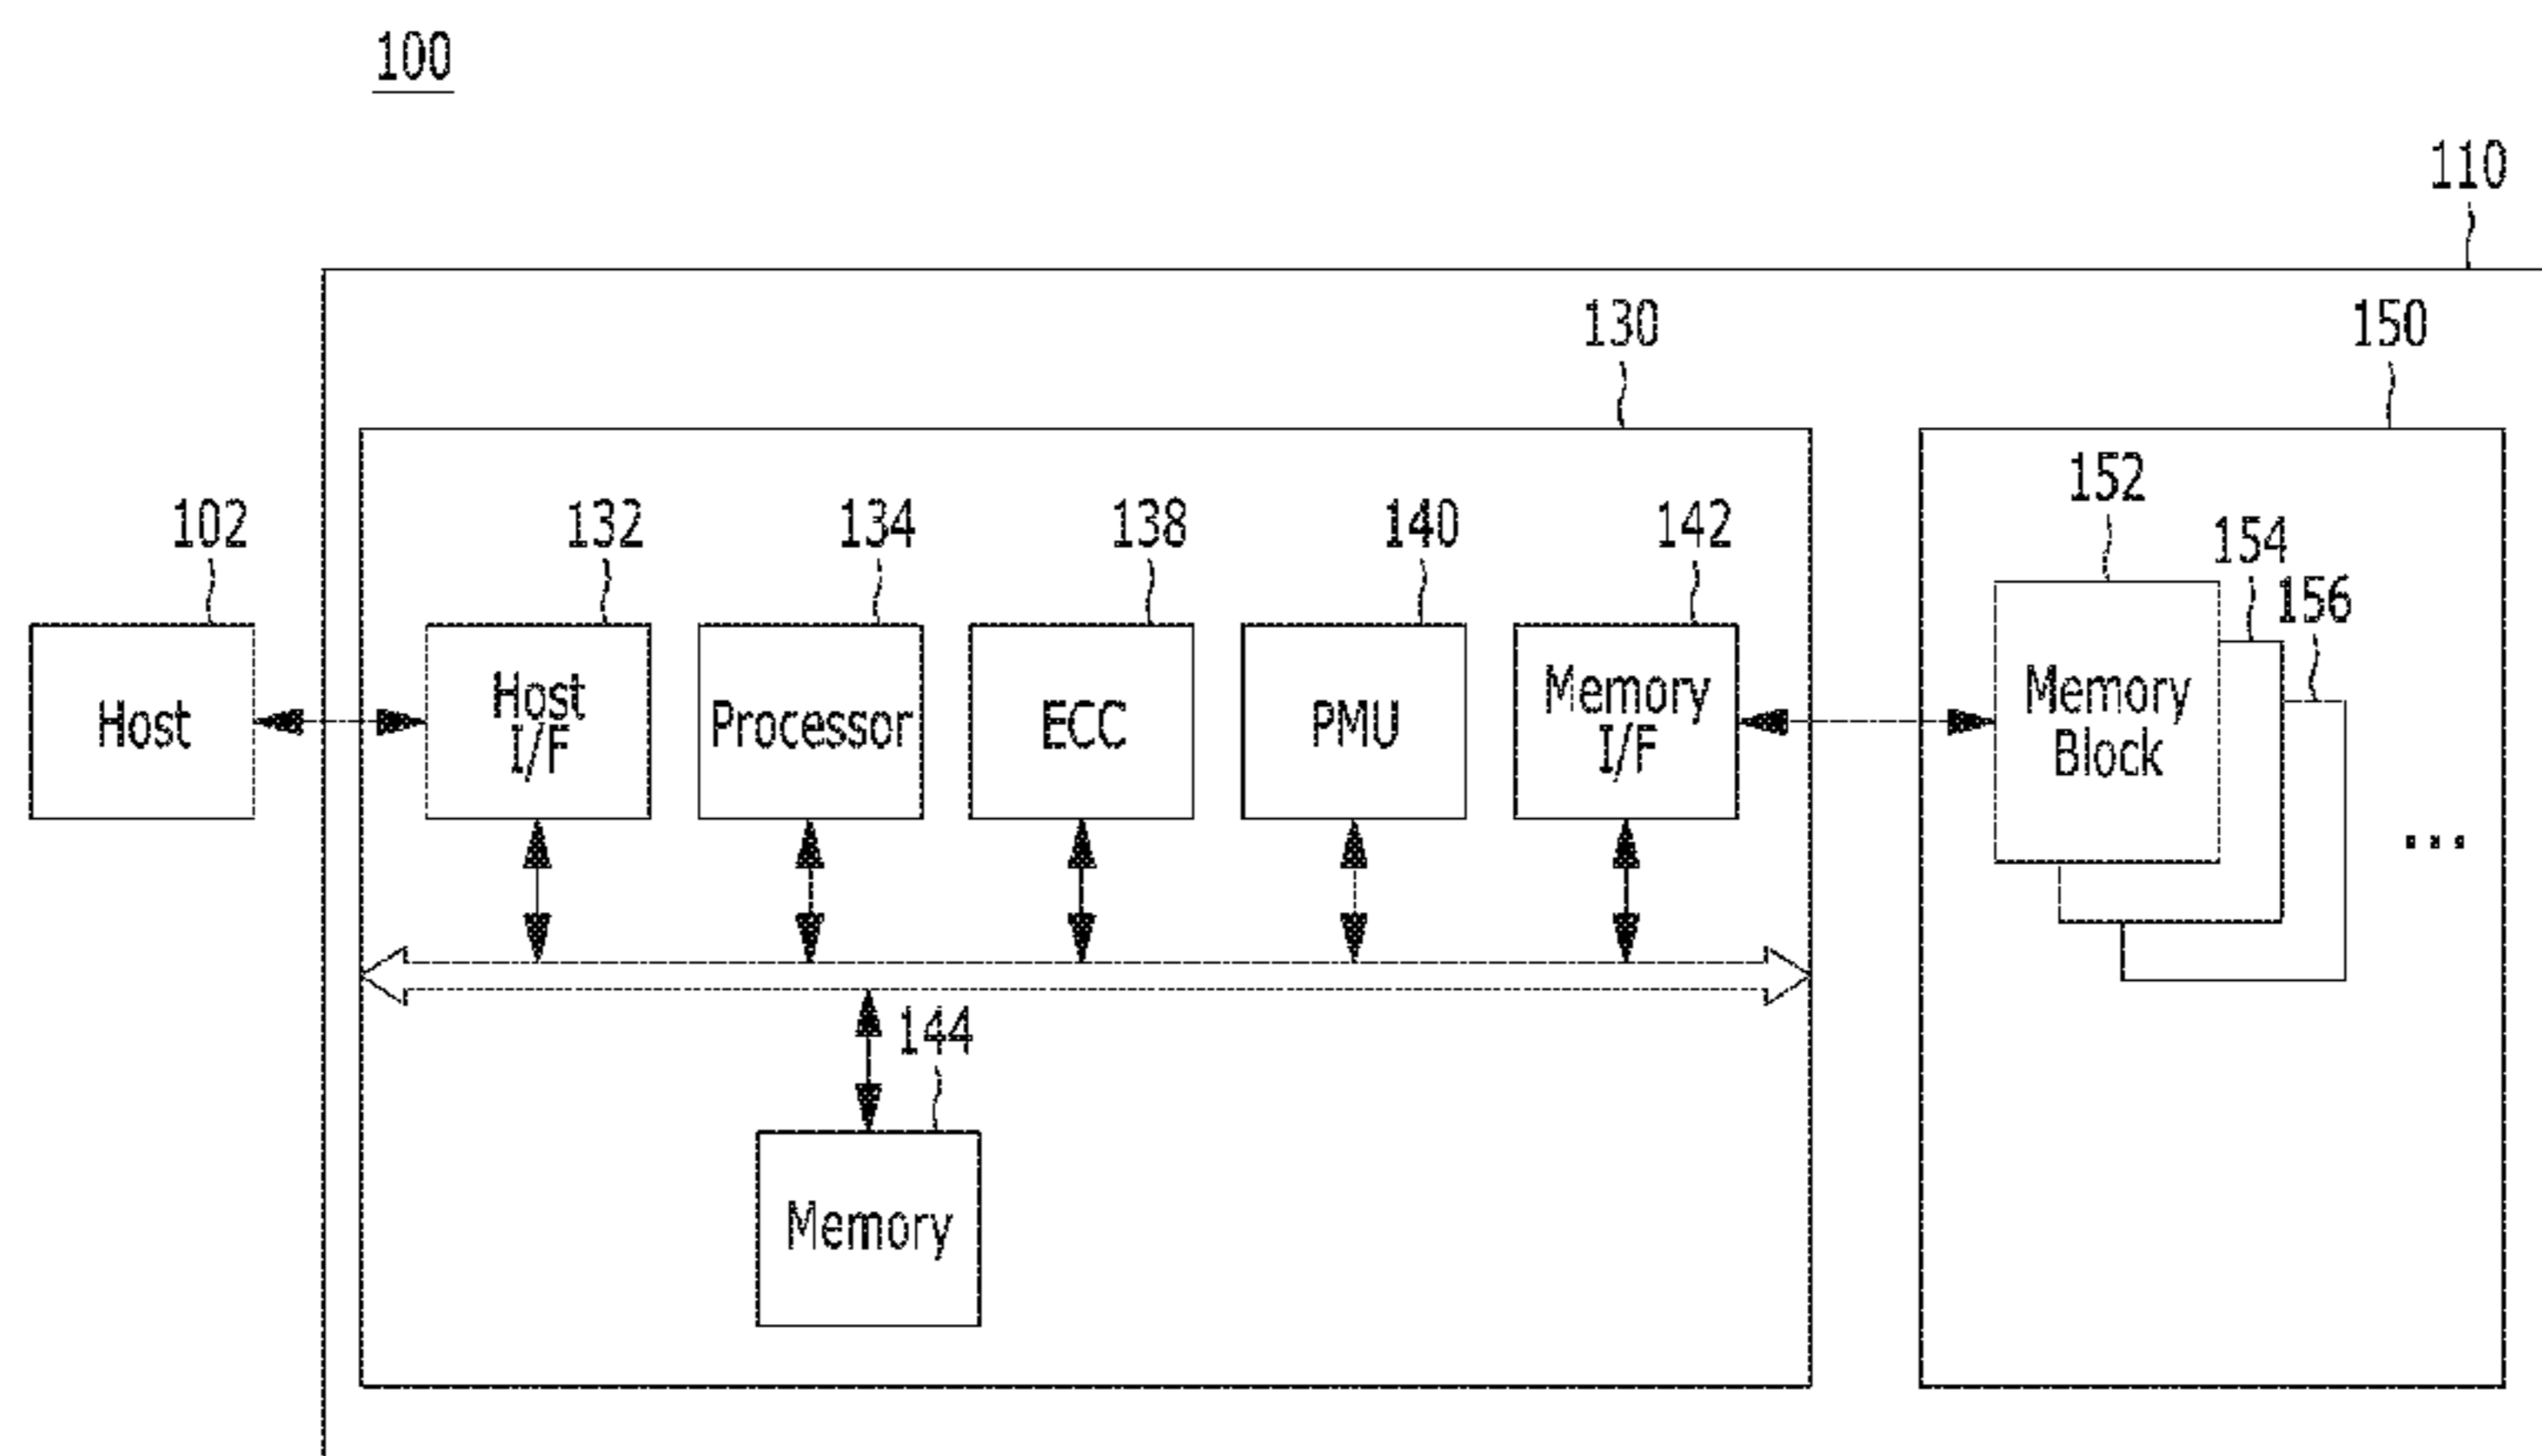 100
110
130
150
152
102
132
134
138
140
142
154
156
Host
Host
I/F
Processor
ECC
PMU
Memory
I/F
Memory
Block
...
144
Memory